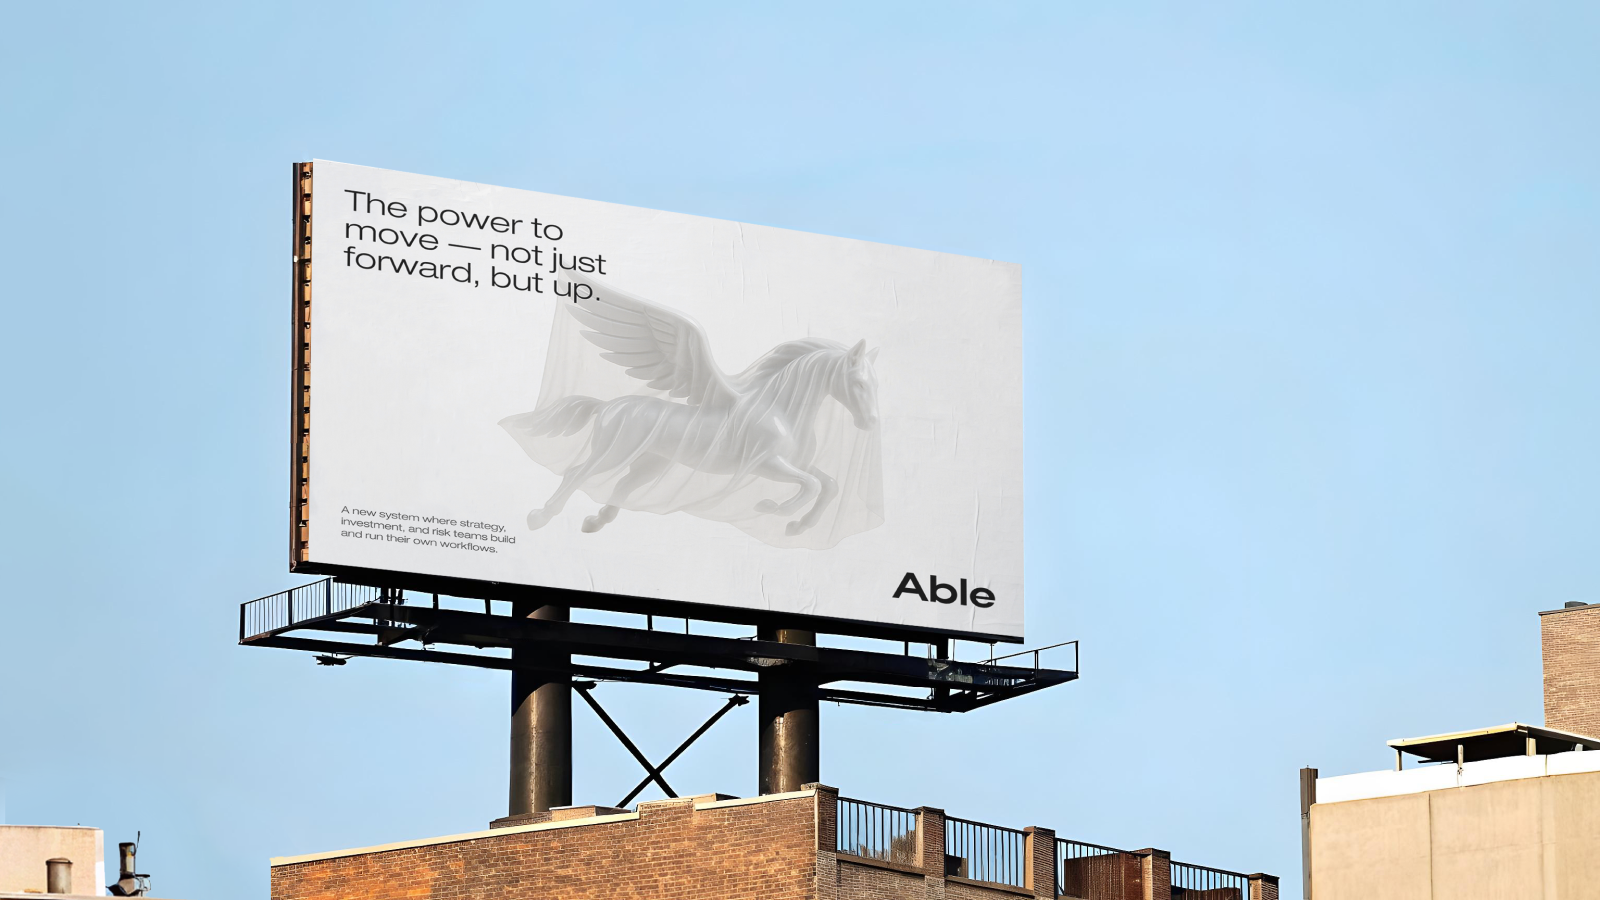 The power to
move — not just
forward, but up.
A new system where strategy,
investment, and risk teams build
and run their own workflows.
Able